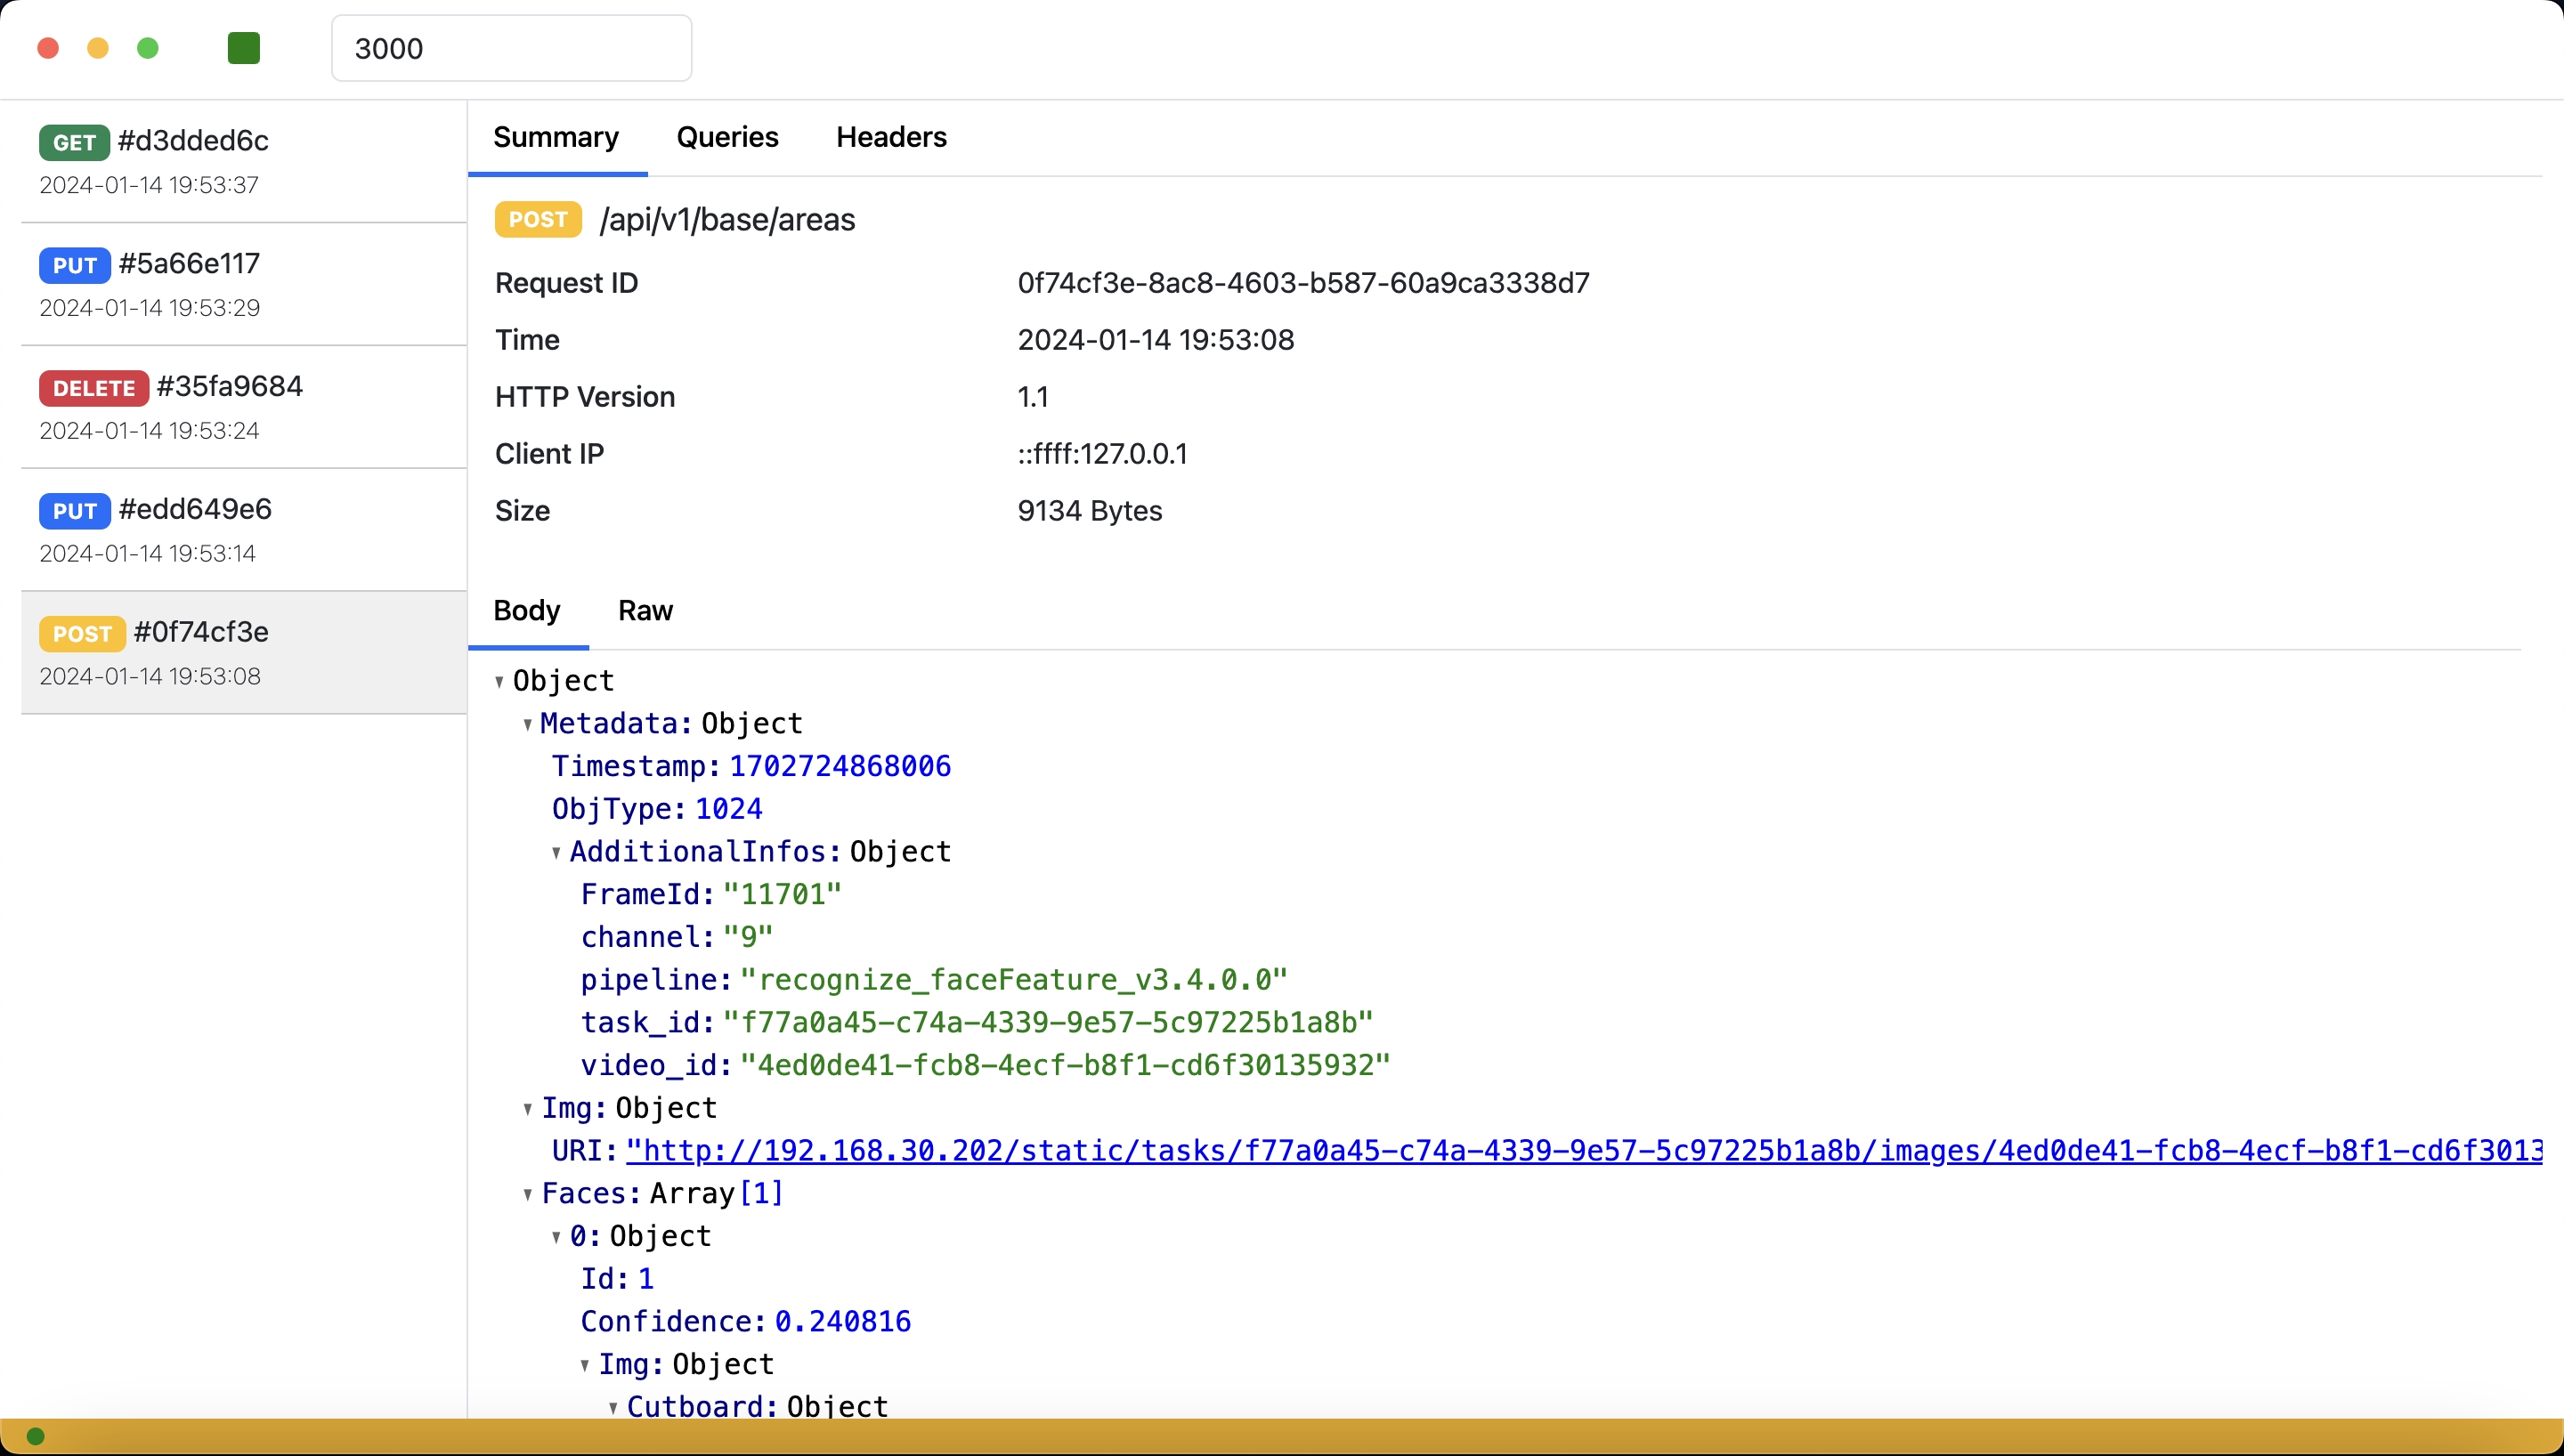 3000
GET #d3dded6c
2024-01-14 19:53:37
PUT #5a66e117
2024-01-14 19:53:29
DELETE #35fa9684
2024-01-14 19:53:24
PUT #edd649e6
2024-01-14 19:53:14
POST #0f74cf3e
2024-01-14 19:53:08
Summary Queries Headers
POST /api/v1/base/areas
Request ID 0f74cf3e-8ac8-4603-b587-60a9ca3338d7
Time 2024-01-14 19:53:08
HTTP Version 1.1
Client IP ::ffff:127.0.0.1
Size 9134 Bytes
Body Raw
Object
Metadata: Object
Timestamp: 1702724868006
ObjType: 1024
AdditionalInfos: Object
FrameId: "11701"
channel: "9"
pipeline: "recognize_faceFeature_v3.4.0.0"
task_id: "f77a0a45-c74a-4339-9e57-5c97225b1a8b"
video_id: "4ed0de41-fcb8-4ecf-b8f1-cd6f30135932"
Img: Object
URI: "http://192.168.30.202/static/tasks/f77a0a45-c74a-4339-9e57-5c97225b1a8b/images/4ed0de41-fcb8-4ecf-b8f1-cd6f3013
Faces: Array[1]
0: Object
Id: 1
Confidence: 0.240816
Img: Object
Cutboard: Object